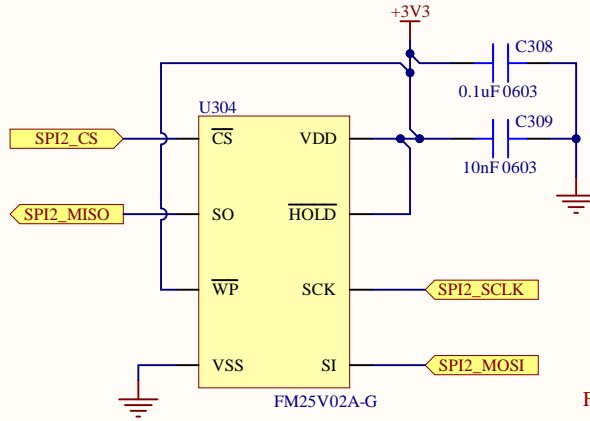 +3V3
C308
0.1uF 0603
U304
C309
SPI2_CS
CS
VDD
10nF 0603
SPI2_MISO
SO
HOLD
WP
SCK
SPI2_SCLK
VSS
SI
SPI2_MOSI
FM25V02A-G
F